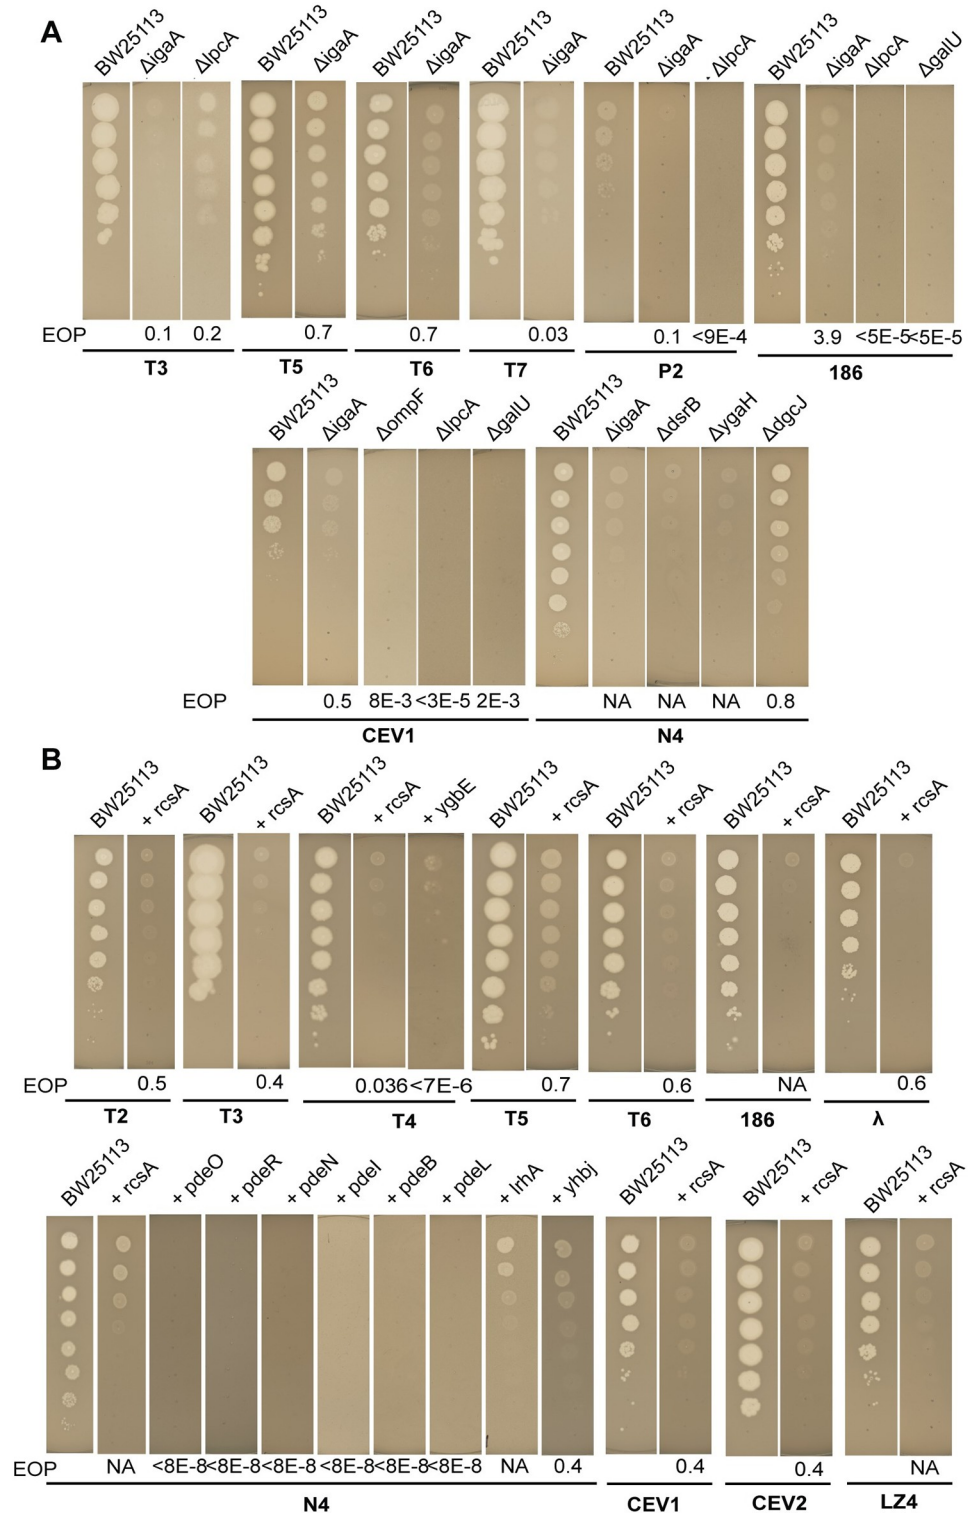 A
BW25113 ΔigaA ΔlpcA BW25113 ΔigaA BW25113 ΔigaA BW25113 ΔigaA BW25113 ΔigaA ΔlpcA BW25113 ΔigaA ΔlpcA ΔgalU
EOP 0.1 0.2 0.7 0.7 0.03 0.1 <9E-4 3.9 <5E-5 <5E-5
T3 T5 T6 T7 P2 186
BW25113 ΔigaA ΔompF ΔlpcA ΔgalU BW25113 ΔigaA ΔdsrB ΔygaH ΔdgcJ
EOP 0.5 8E-3 <3E-5 2E-3 NA NA NA 0.8
CEV1 N4
B
BW25113 + rcsA BW25113 + rcsA BW25113 + rcsA + ygbE BW25113 + rcsA BW25113 + rcsA BW25113 + rcsA BW25113 + rcsA
EOP 0.5 0.4 0.036 <7E-6 0.7 0.6 NA 0.6
T2 T3 T4 T5 T6 186 λ
BW25113 + rcsA + pdeO + pdeR + pdeN + pdeI + pdeB + pdeL + lrhA + yhbj BW25113 + rcsA BW25113 + rcsA BW25113 + rcsA
EOP NA <8E-8 <8E-8 <8E-8 <8E-8 <8E-8 <8E-8 NA 0.4 0.4 0.4 NA
N4 CEV1 CEV2 LZ4